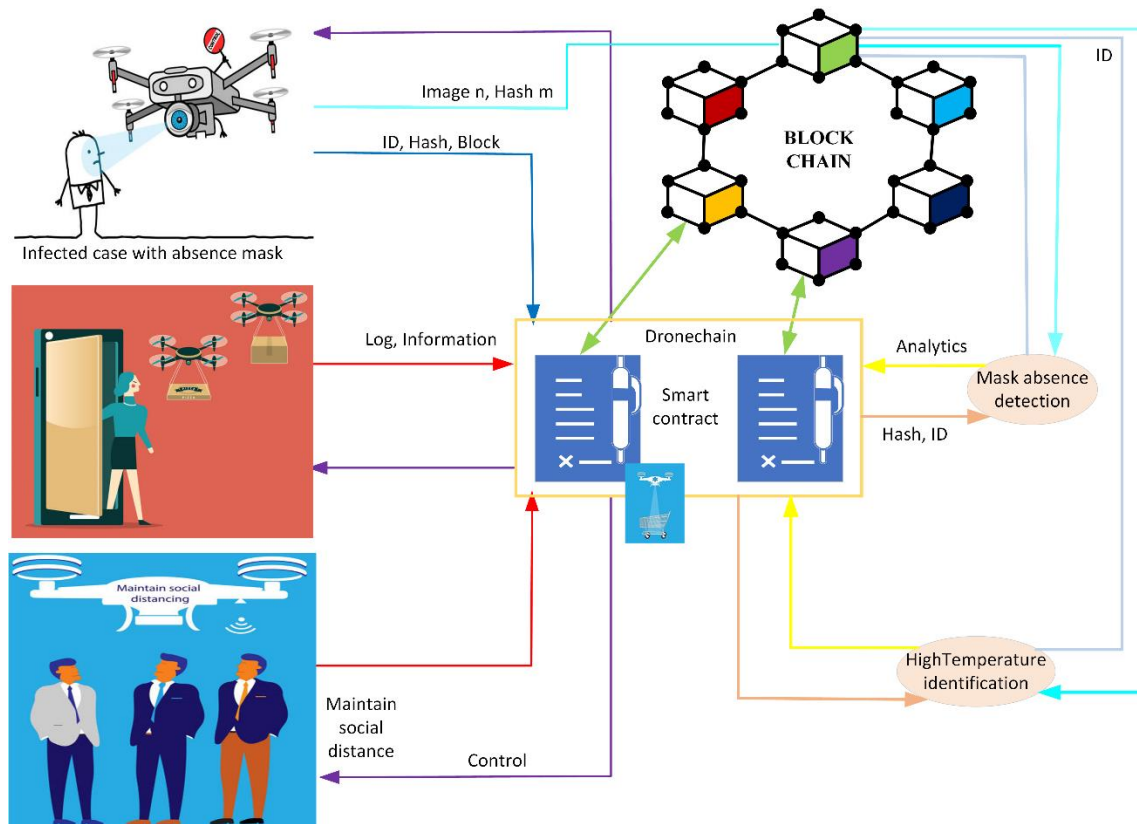 CONTROL
Image n, Hash m
ID
ID, Hash, Block
BLOCK
CHAIN
Infected case with absence mask
Log, Information
Dronechain
Smart
contract
Analytics
Mask absence
detection
Hash, ID
Maintain social
distancing
HighTemperature
identification
Maintain
social
distance
Control